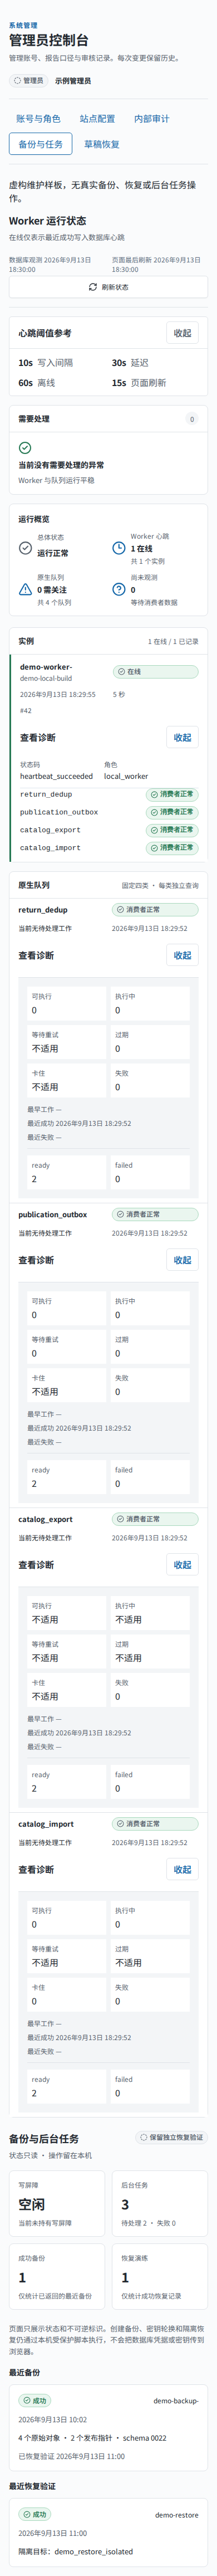 系统管理
管理员控制台
管理账号、报告口径与审核记录。每次变更保留历史。
管理员 示例管理员
账号与角色 站点配置 内部审计
备份与任务 草稿恢复
虚构维护样板，无真实备份、恢复或后台任务操
作。
Worker 运行状态
在线仅表示最近成功写入数据库心跳
数据库观测 2026年9月13日
18:30:00
页面最后刷新 2026年9月13日
18:30:00
刷新状态
心跳阈值参考 收起
10s 写入间隔 30s 延迟
60s 离线 15s 页面刷新
需要处理 0
当前没有需要处理的异常
Worker 与队列运行平稳
运行概览
总体状态
运行正常
Worker 心跳
1 在线
共 1 个实例
原生队列
0 需关注
共 4 个队列
尚未观测
0
等待消费者数据
实例 1 在线 / 1 已记录
demo-worker- 在线
demo-local-build
2026年9月13日 18:29:55 5 秒
#42
查看诊断 收起
状态码 角色
heartbeat_succeeded local_worker
return_dedup 消费者正常
publication_outbox 消费者正常
catalog_export 消费者正常
catalog_import 消费者正常
原生队列 固定四类 • 每类独立查询
return_dedup 消费者正常
当前无待处理工作 2026年9月13日 18:29:52
查看诊断 收起
可执行 执行中
0 0
等待重试 过期
不适用 0
卡住 失败
不适用 0
最早工作 —
最近成功 2026年9月13日 18:29:52
最近失败 —
ready failed
2 0
publication_outbox 消费者正常
当前无待处理工作 2026年9月13日 18:29:52
查看诊断 收起
可执行 执行中
0 0
等待重试 过期
0 0
卡住 失败
不适用 0
最早工作 —
最近成功 2026年9月13日 18:29:52
最近失败 —
ready failed
2 0
catalog_export 消费者正常
当前无待处理工作 2026年9月13日 18:29:52
查看诊断 收起
可执行 执行中
不适用 不适用
等待重试 过期
不适用 不适用
卡住 失败
不适用 0
最早工作 —
最近成功 2026年9月13日 18:29:52
最近失败 —
ready failed
2 0
catalog_import 消费者正常
当前无待处理工作 2026年9月13日 18:29:52
查看诊断 收起
可执行 执行中
0 0
等待重试 过期
不适用 不适用
卡住 失败
0 0
最早工作 —
最近成功 2026年9月13日 18:29:52
最近失败 —
ready failed
2 0
备份与后台任务 保留独立恢复验证
状态只读 • 操作留在本机
写屏障
空闲
当前未持有写屏障
后台任务
3
待处理 2 • 失败 0
成功备份
1
仅统计已返回的最近备份
恢复演练
1
仅统计成功恢复记录
页面只展示状态和不可逆标识。创建备份、密钥轮换和隔离恢
复仍通过本机受保护脚本执行，不会把数据库凭据或密钥传到
浏览器。
最近备份
成功 demo-backup-
2026年9月13日 10:02
4 个原始对象 • 2 个发布指针 • schema 0022
已恢复验证 2026年9月13日 11:00
最近恢复验证
成功 demo-restore
2026年9月13日 11:00
隔离目标: demo_restore_isolated